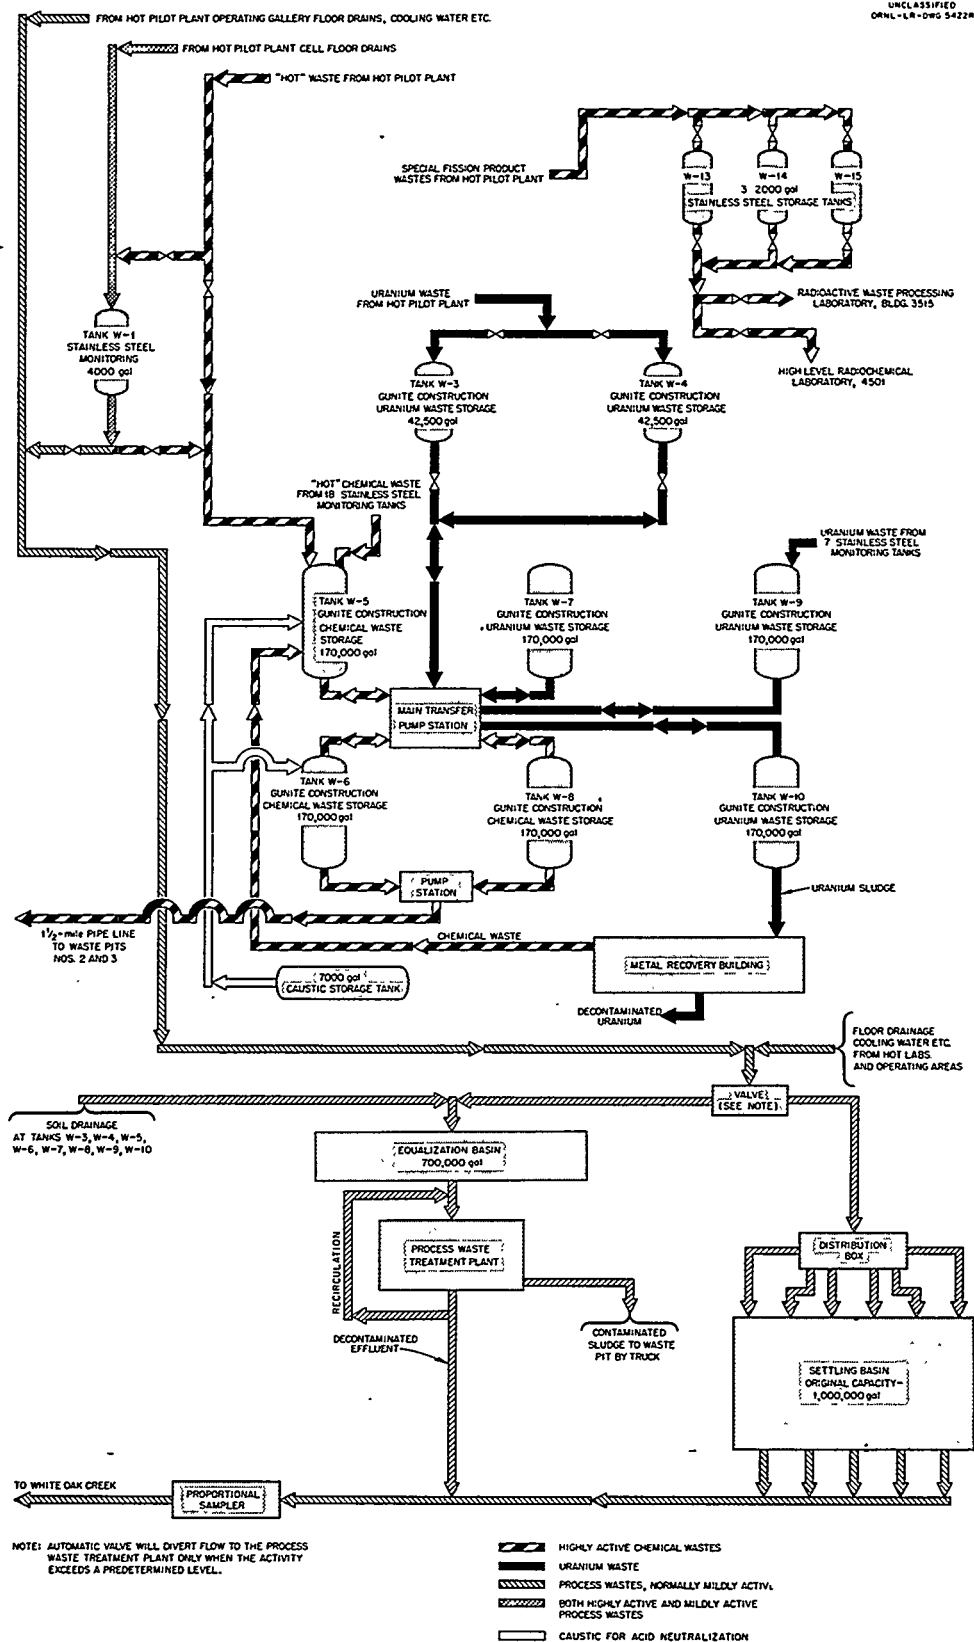 UNCLASSIFIED
ORNL-LR-DWG 5422R
FROM HOT PILOT PLANT OPERATING GALLERY FLOOR DRAINS, COOLING WATER ETC.
FROM HOT PILOT PLANT CELL FLOOR DRAINS
"HOT" WASTE FROM HOT PILOT PLANT
SPECIAL FISSION PRODUCT
WASTES FROM HOT PILOT PLANT
W-13
W-14
W-15
3 2000 gal
STAINLESS STEEL STORAGE TANKS
RADIOACTIVE WASTE PROCESSING
LABORATORY, BLDG. 3515
HIGH LEVEL RADIOCHEMICAL
LABORATORY, 4501
URANIUM WASTE
FROM HOT PILOT PLANT
TANK W-1
STAINLESS STEEL
MONITORING
4000 gal
TANK W-3
GUNITE CONSTRUCTION
URANIUM WASTE STORAGE
42,500 gal
TANK W-4
GUNITE CONSTRUCTION
URANIUM WASTE STORAGE
42,500 gal
"HOT" CHEMICAL WASTE
FROM 18 STAINLESS STEEL
MONITORING TANKS
URANIUM WASTE FROM
7 STAINLESS STEEL
MONITORING TANKS
TANK W-5
GUNITE CONSTRUCTION
CHEMICAL WASTE
STORAGE
170,000 gal
TANK W-7
GUNITE CONSTRUCTION
URANIUM WASTE STORAGE
170,000 gal
TANK W-9
GUNITE CONSTRUCTION
URANIUM WASTE STORAGE
170,000 gal
MAIN TRANSFER
PUMP STATION
TANK W-6
GUNITE CONSTRUCTION
CHEMICAL WASTE STORAGE
170,000 gal
TANK W-8
GUNITE CONSTRUCTION
CHEMICAL WASTE STORAGE
170,000 gal
TANK W-10
GUNITE CONSTRUCTION
URANIUM WASTE STORAGE
170,000 gal
PUMP
STATION
URANIUM SLUDGE
1 1/2-mile PIPE LINE
TO WASTE PITS
NOS. 2 AND 3
CHEMICAL WASTE
METAL RECOVERY BUILDING
7000 gal
CAUSTIC STORAGE TANK
DECONTAMINATED
URANIUM
FLOOR DRAINAGE
COOLING WATER ETC.
FROM HOT LABS.
AND OPERATING AREAS
VALVE
(SEE NOTE)
SOIL DRAINAGE
AT TANKS W-3, W-4, W-5,
W-6, W-7, W-8, W-9, W-10
EQUALIZATION BASIN
700,000 gal
RECIRCULATION
PROCESS WASTE
TREATMENT PLANT
DISTRIBUTION
BOX
DECONTAMINATED
EFFLUENT
CONTAMINATED
SLUDGE TO WASTE
PIT BY TRUCK
SETTLING BASIN
ORIGINAL CAPACITY-
1,000,000 gal
TO WHITE OAK CREEK
PROPORTIONAL
SAMPLER
NOTE: AUTOMATIC VALVE WILL DIVERT FLOW TO THE PROCESS
WASTE TREATMENT PLANT ONLY WHEN THE ACTIVITY
EXCEEDS A PREDETERMINED LEVEL.
HIGHLY ACTIVE CHEMICAL WASTES
URANIUM WASTE
PROCESS WASTES, NORMALLY MILDLY ACTIVE
BOTH HIGHLY ACTIVE AND MILDLY ACTIVE
PROCESS WASTES
CAUSTIC FOR ACID NEUTRALIZATION